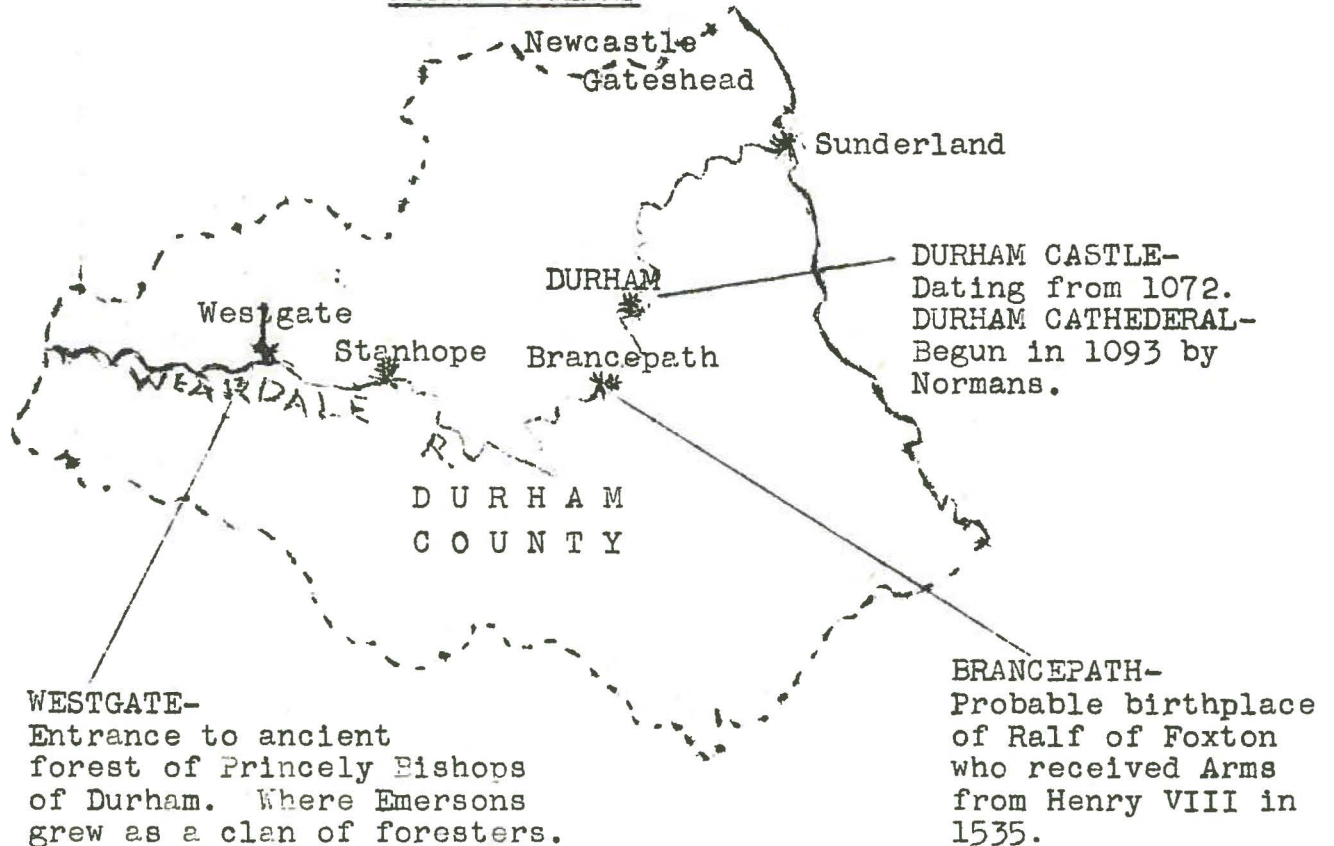 Newcastle
Gateshead
Sunderland
DURHAM
DURHAM CASTLE-
Dating from 1072.
DURHAM CATHEDERAL-
Begun in 1093 by
Normans.
Westgate
Stanhope
Brancepath
WEARDALE
R.
DURHAM
COUNTY
WESTGATE-
Entrance to ancient
forest of Princely Bishops
of Durham. Where Emersons
grew as a clan of foresters.
BRANCEPATH-
Probable birthplace
of Ralf of Foxton
who received Arms
from Henry VIII in
1535.